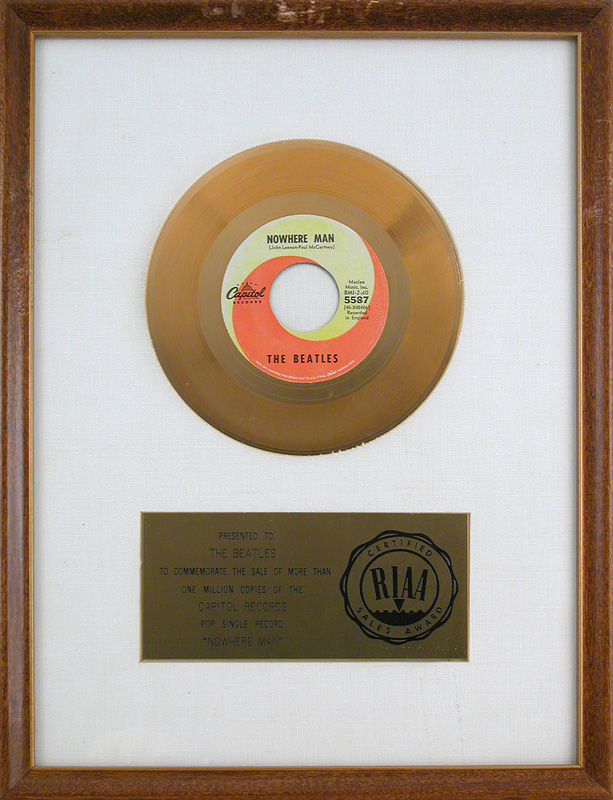 NOWHERE MAN
(John Lennon-Paul McCartney)
Capitol
RECORDS
Maclen
Music, Inc.
BMI-2:40
5587
(45-X45406)
Recorded
in England
THE BEATLES
PRESENTED TO
THE BEATLES
TO COMMEMORATE THE SALE OF MORE THAN
ONE MILLION COPIES OF THE
CAPITOL RECORDS
POP SINGLE RECORD
"NOWHERE MAN"
CERTIFIED
RIAA
SALES AWARD